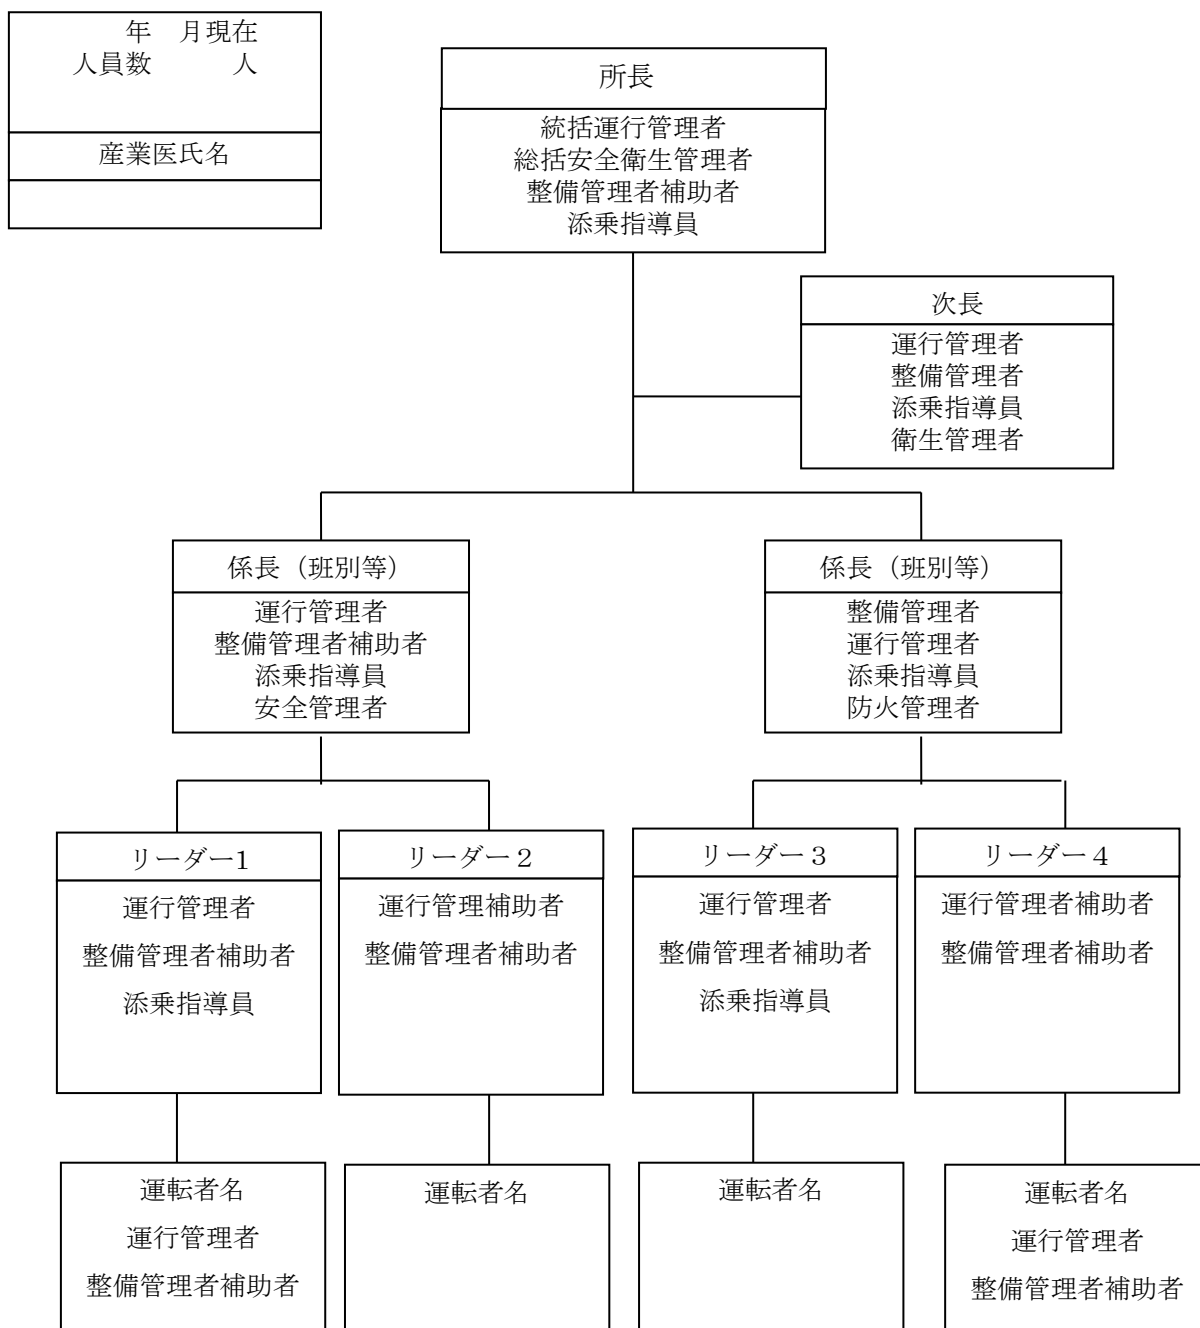 年　月現在
人員数　　　人
産業医氏名
所長
統括運行管理者
総括安全衛生管理者
整備管理者補助者
添乗指導員
次長
運行管理者
整備管理者
添乗指導員
衛生管理者
係長（班別等）
運行管理者
整備管理者補助者
添乗指導員
安全管理者
係長（班別等）
整備管理者
運行管理者
添乗指導員
防火管理者
リーダー1
運行管理者
整備管理者補助者
添乗指導員
リーダー２
運行管理補助者
整備管理者補助者
リーダー３
運行管理者
整備管理者補助者
添乗指導員
リーダー４
運行管理者補助者
整備管理者補助者
運転者名
運行管理者
整備管理者補助者
運転者名
運転者名
運転者名
運行管理者
整備管理者補助者